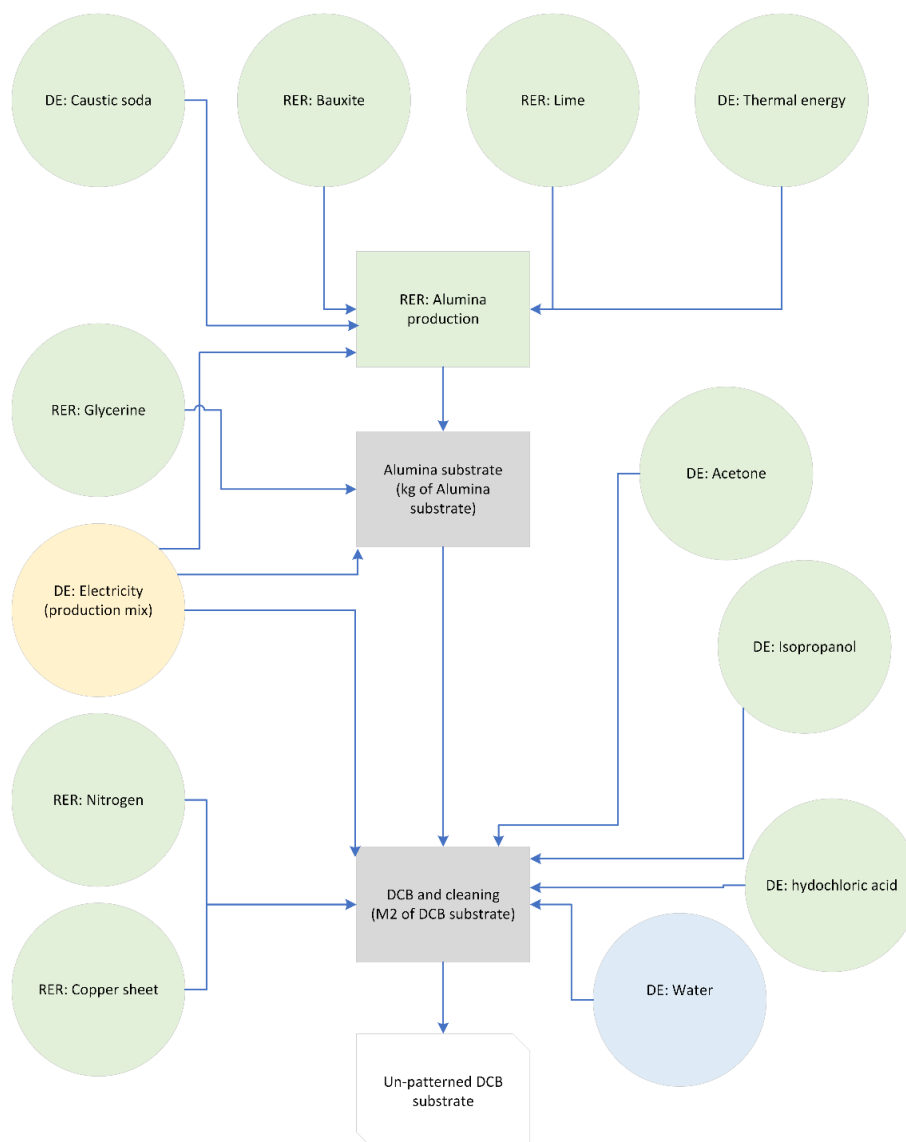 DE: Caustic soda
RER: Bauxite
RER: Lime
DE: Thermal energy
RER: Alumina
production
RER: Glycerine
Alumina substrate
(kg of Alumina
substrate)
DE: Acetone
DE: Electricity
(production mix)
DE: Isopropanol
RER: Nitrogen
DCB and cleaning
(M2 of DCB substrate)
DE: hydochloric acid
RER: Copper sheet
DE: Water
Un-patterned DCB
substrate